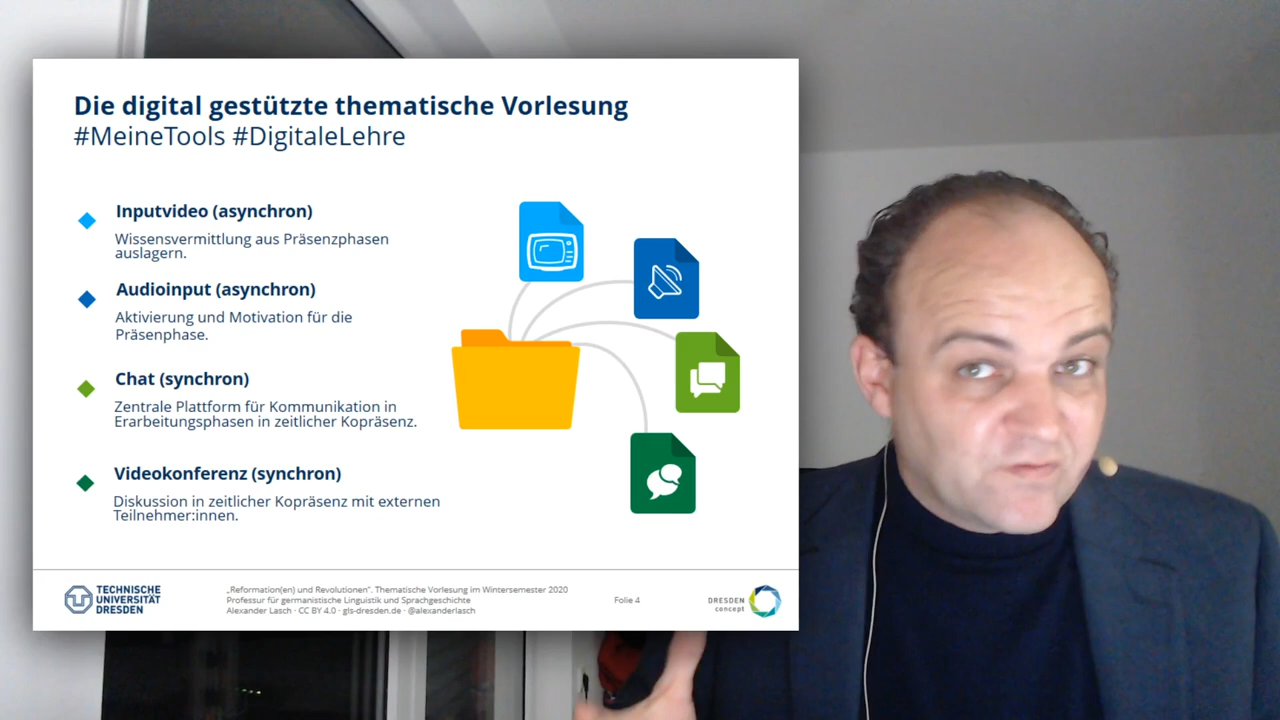 Die digital gestützte thematische Vorlesung
#MeineTools #DigitaleLehre
Inputvideo (asynchron)
Wissensvermittlung aus Präsenzphasen
auslagern.
Audioinput (asynchron)
Aktivierung und Motivation für die
Präsenphase.
Chat (synchron)
Zentrale Plattform für Kommunikation in
Erarbeitungsphasen in zeitlicher Kopräsenz.
Videokonferenz (synchron)
Diskussion in zeitlicher Kopräsenz mit externen
Teilnehmer:innen.
TECHNISCHE
UNIVERSITÄT
DRESDEN
„Reformation(en) und Revolutionen“. Thematische Vorlesung im Wintersemester 2020
Professur für germanistische Linguistik und Sprachgeschichte
Alexander Lasch · CC BY 4.0 · gls-dresden.de · @alexanderlasch
Folie 4
DRESDEN
concept